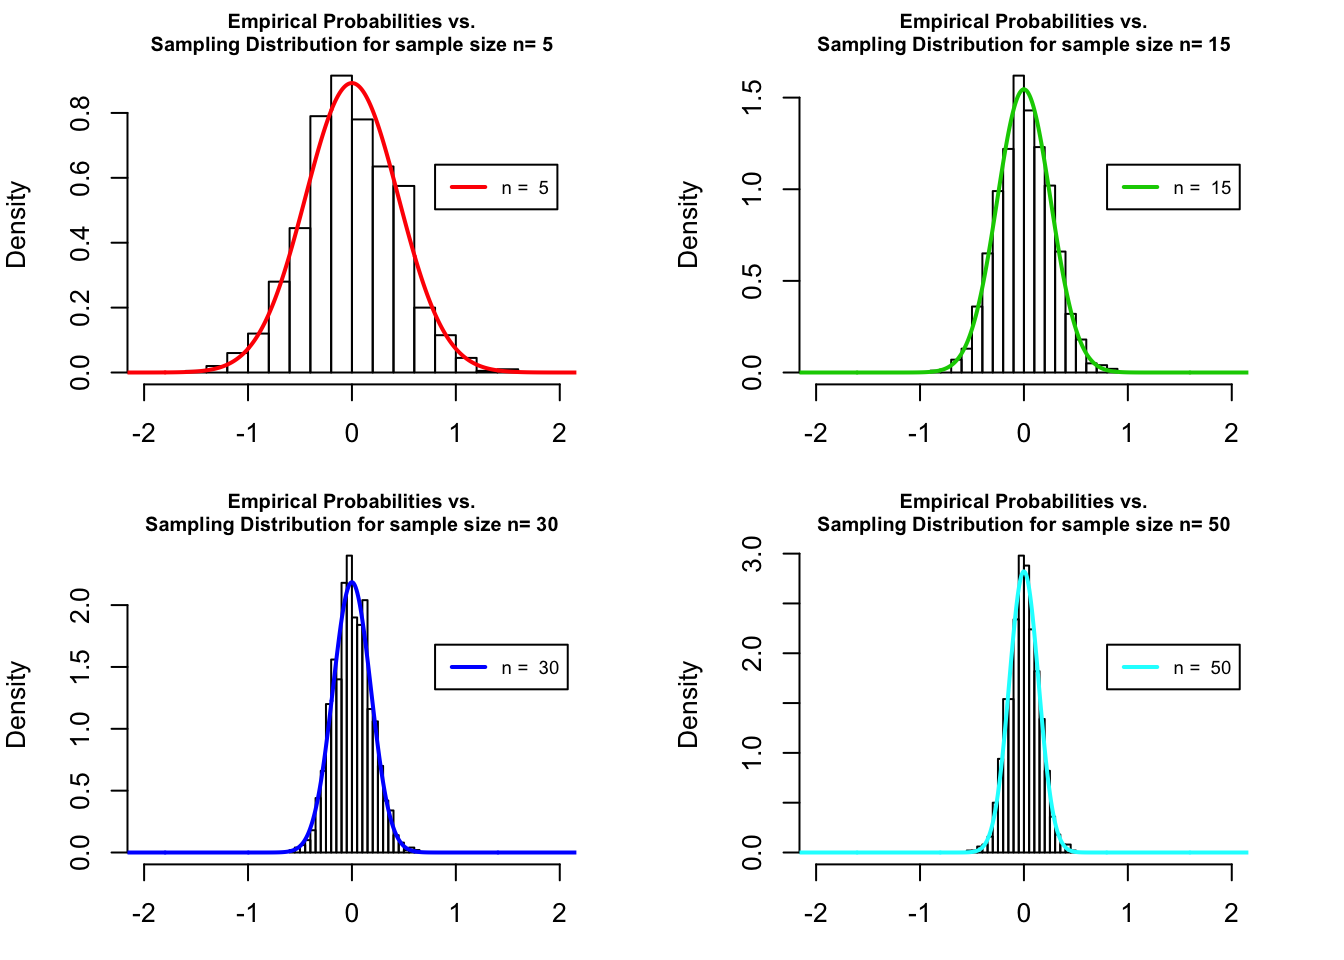 Empirical Probabilities vs.
Sampling Distribution for sample size n= 5
Density
0.0 0.2 0.4 0.6 0.8
n = 5
-2 -1 0 1 2
Empirical Probabilities vs.
Sampling Distribution for sample size n= 15
Density
0.0 0.5 1.0 1.5
n = 15
-2 -1 0 1 2
Empirical Probabilities vs.
Sampling Distribution for sample size n= 30
Density
0.0 0.5 1.0 1.5 2.0
n = 30
-2 -1 0 1 2
Empirical Probabilities vs.
Sampling Distribution for sample size n= 50
Density
0.0 1.0 2.0 3.0
n = 50
-2 -1 0 1 2